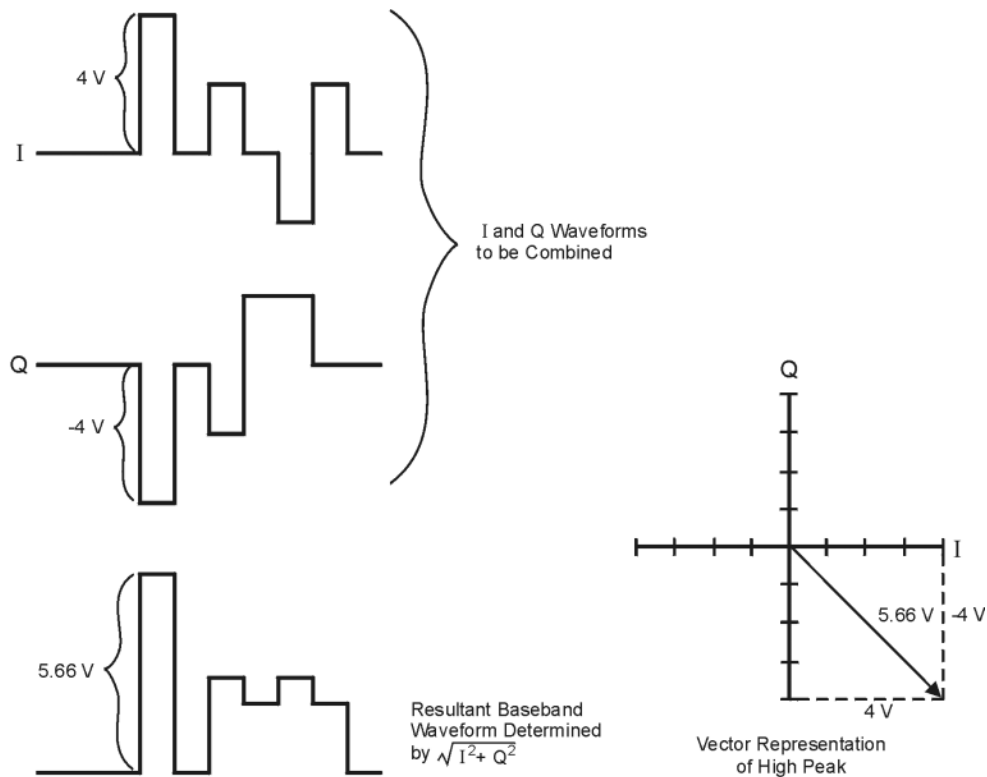 4 V
I
I and Q Waveforms
to be Combined
Q
-4 V
5.66 V
Resultant Baseband
Waveform Determined
by √I² + Q²
Q
I
5.66 V
-4 V
4 V
Vector Representation
of High Peak